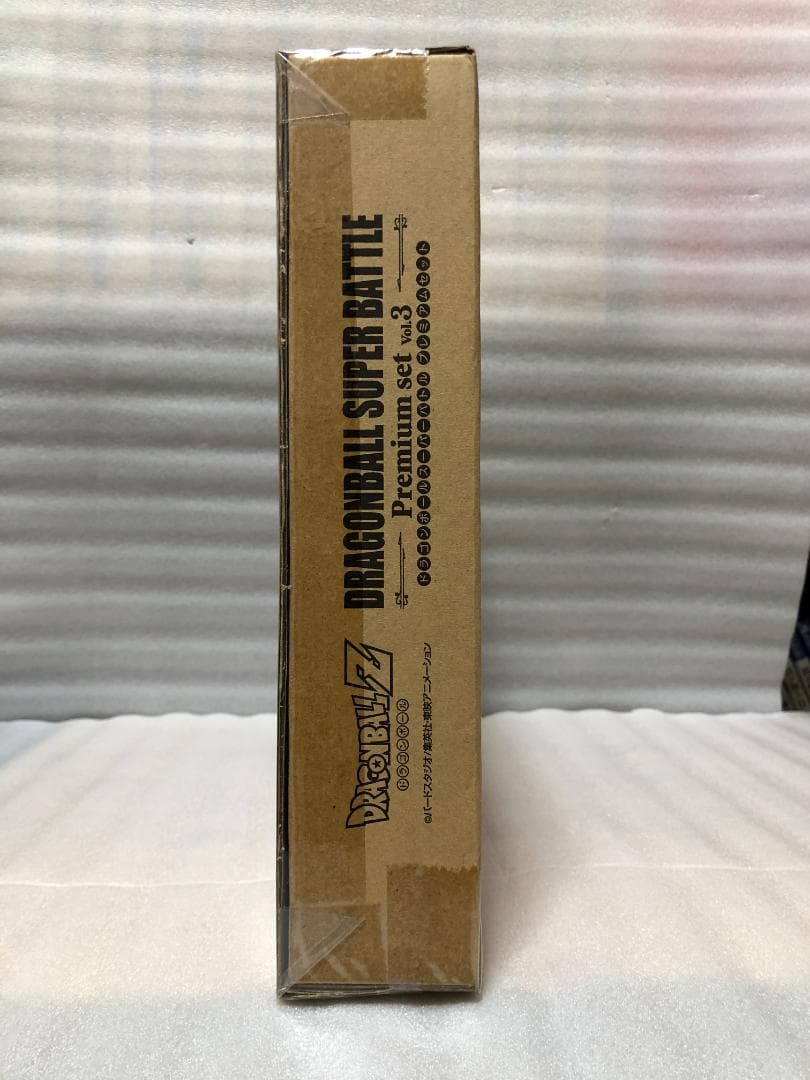 DRAGONBALL Z
ドラゴンボール
©バードスタジオ/集英社・東映アニメーション
DRAGONBALL SUPER BATTLE
Premium set Vol.3
ドラゴンボールスーパーバトル プレミアムセット